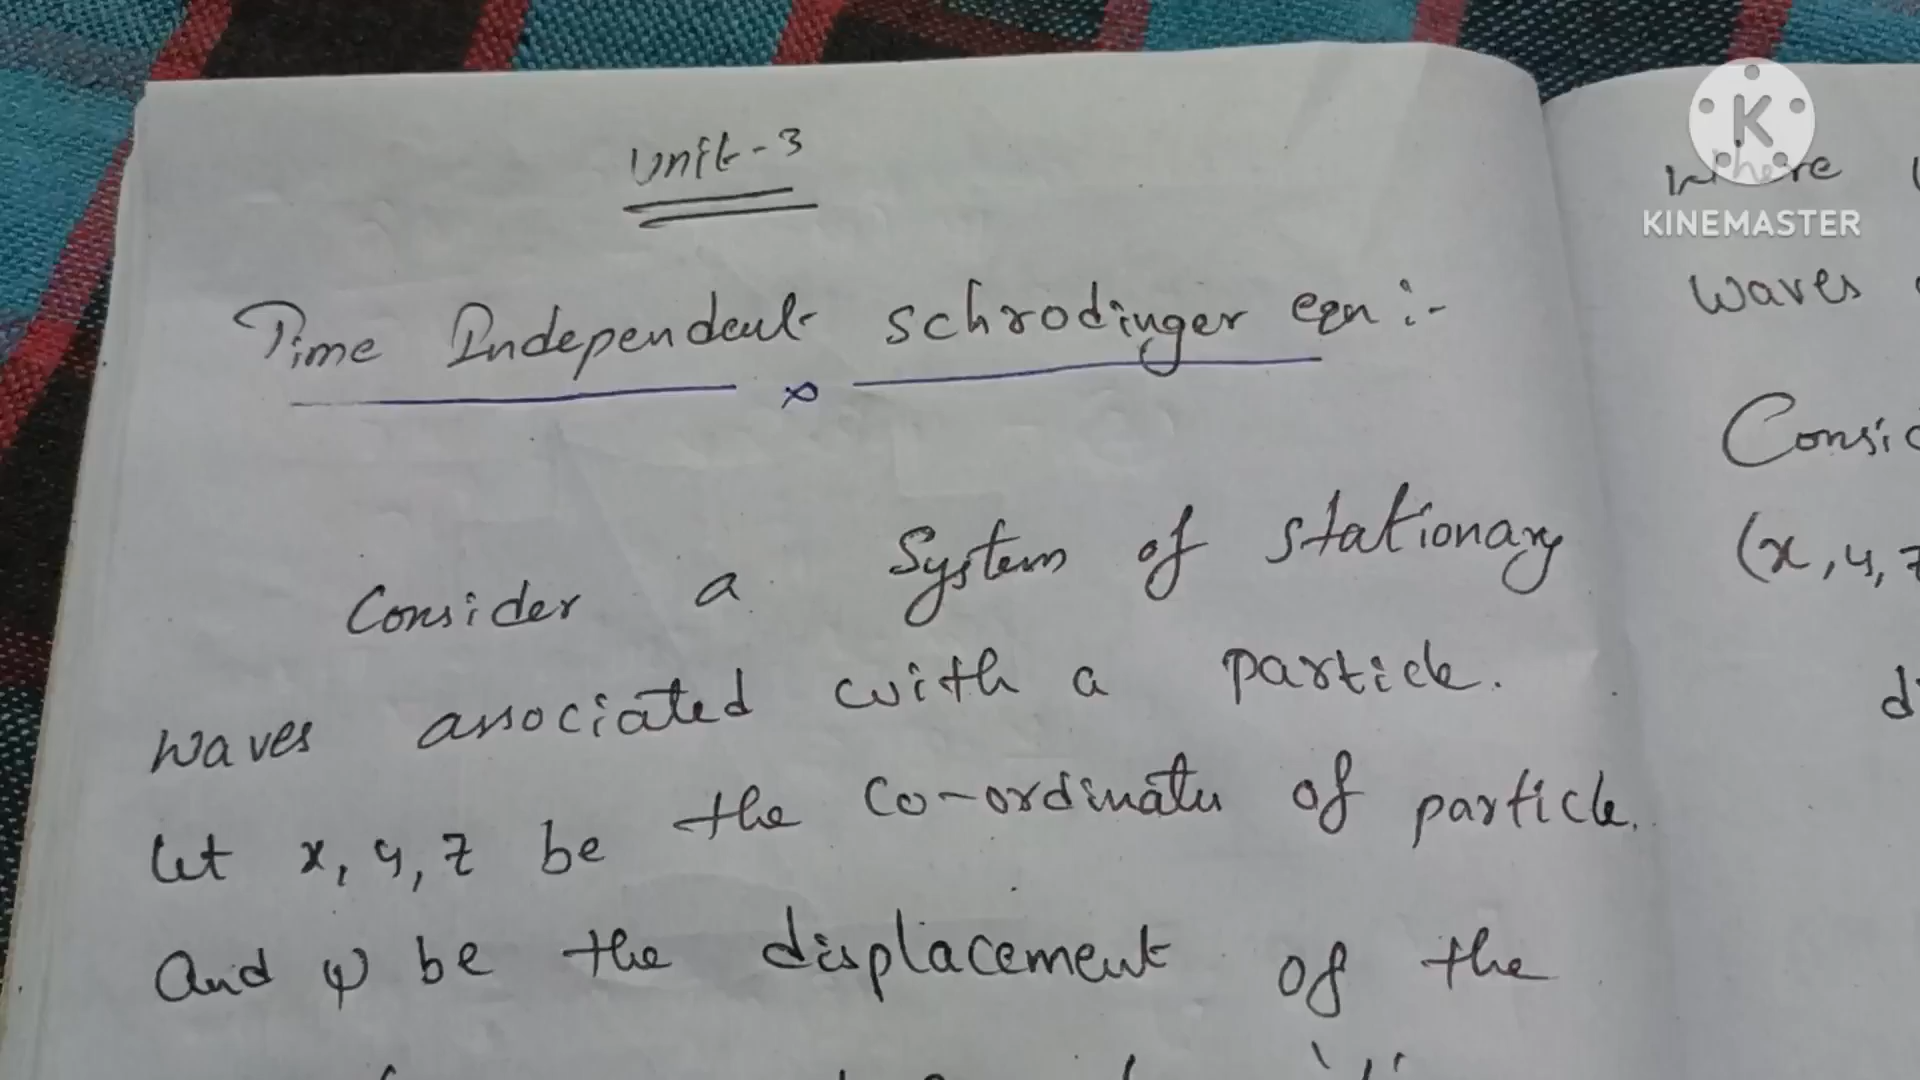 Unit-3
Time Independent Schrodinger eqn :-
Consider a System of stationary
waves associated with a particle.
let x, y, z be the co-ordinates of particle.
And ψ be the displacement of the
K
Where
KINEMASTER
waves
(x, y, z